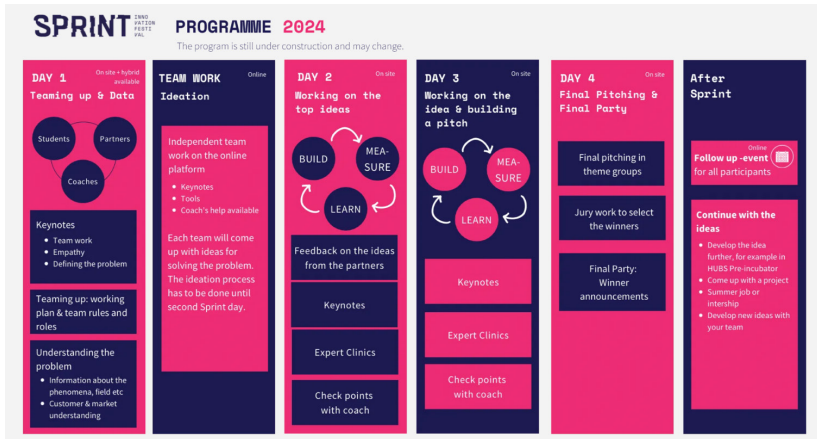 SPRINT INNO
VATION
FESTI
VAL
PROGRAMME 2024
The program is still under construction and may change.
DAY 1
On site + hybrid
available
Teaming up & Data
Students
Partners
Coaches
Keynotes
• Team work
• Empathy
• Defining the problem
Teaming up: working
plan & team rules and
roles
Understanding the
problem
• Information about the
phenomena, field etc
• Customer & market
understanding
TEAM WORK
Online
Ideation
Independent team
work on the online
platform
• Keynotes
• Tools
• Coach's help available
Each team will come
up with ideas for
solving the problem.
The ideation process
has to be done until
second Sprint day.
DAY 2
On site
Working on the
top ideas
BUILD
MEA-
SURE
LEARN
Feedback on the ideas
from the partners
Keynotes
Expert Clinics
Check points
with coach
DAY 3
On site
Working on the
idea & building
a pitch
BUILD
MEA-
SURE
LEARN
Keynotes
Expert Clinics
Check points
with coach
DAY 4
On site
Final Pitching &
Final Party
Final pitching in
theme groups
Jury work to select
the winners
Final Party:
Winner
announcements
After
Sprint
Online
Follow up -event
for all participants
Continue with the
ideas
• Develop the idea
further, for example in
HUBS Pre-incubator
• Come up with a project
• Summer job or
intership
• Develop new ideas with
your team